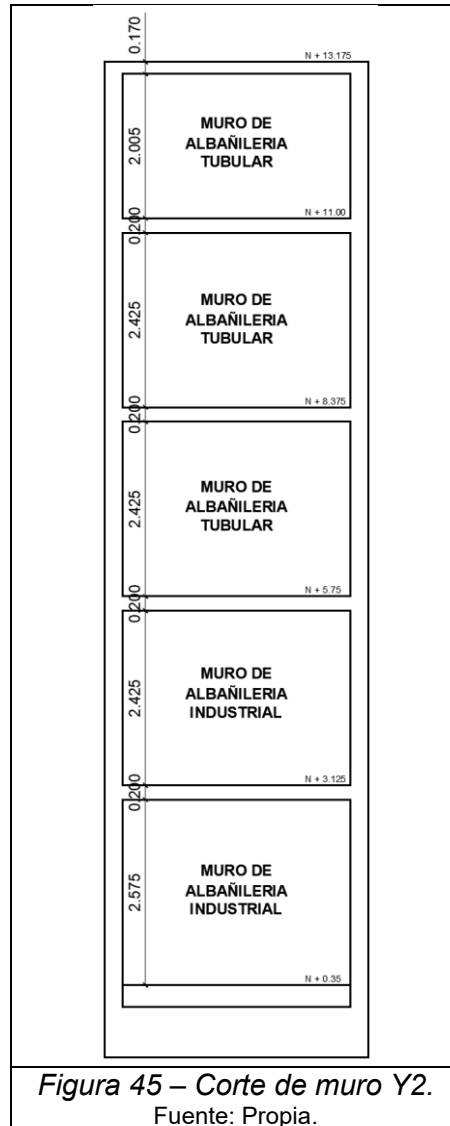 0.170
N + 13.175
2.005
MURO DE
ALBAÑILERIA
TUBULAR
N + 11.00
0.200
2.425
MURO DE
ALBAÑILERIA
TUBULAR
N + 8.375
0.200
2.425
MURO DE
ALBAÑILERIA
TUBULAR
N + 5.75
0.200
2.425
MURO DE
ALBAÑILERIA
INDUSTRIAL
N + 3.125
0.200
2.575
MURO DE
ALBAÑILERIA
INDUSTRIAL
N + 0.35
Figura 45 – Corte de muro Y2.
Fuente: Propia.